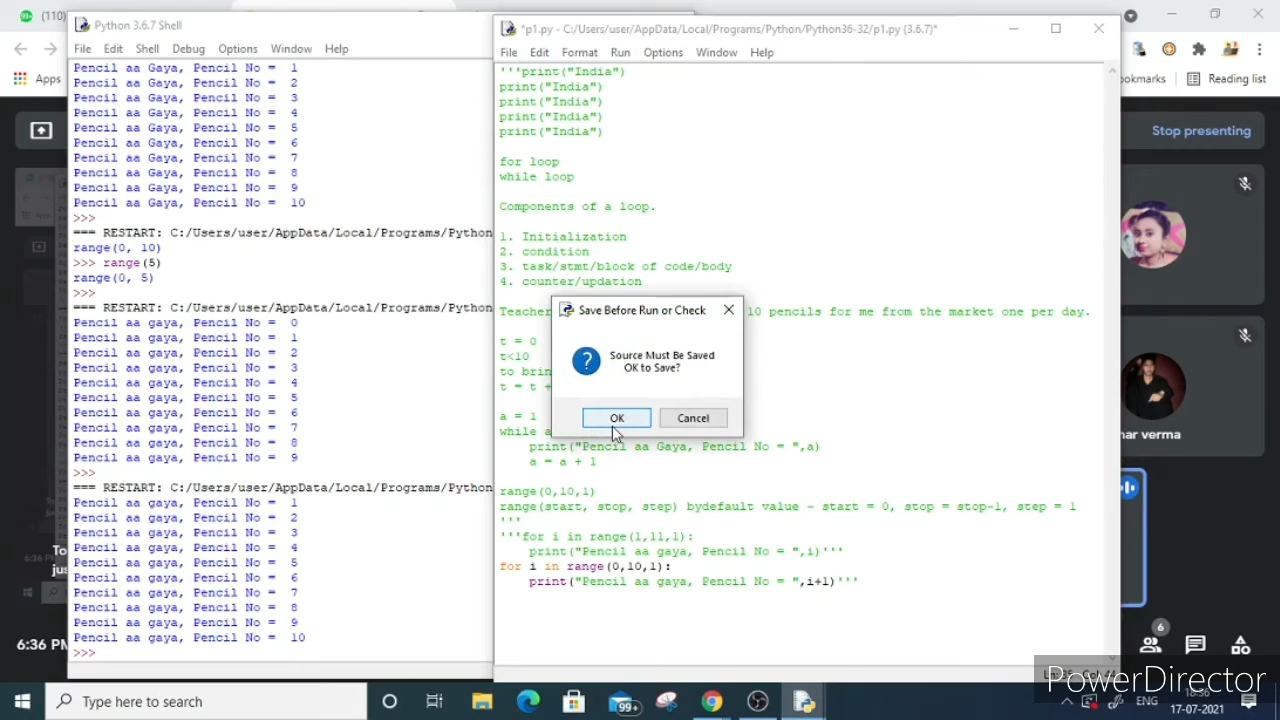 (110)
Apps
6:36 PM
Python 3.6.7 Shell
File Edit Shell Debug Options Window Help
Pencil aa Gaya, Pencil No =  1
Pencil aa Gaya, Pencil No =  2
Pencil aa Gaya, Pencil No =  3
Pencil aa Gaya, Pencil No =  4
Pencil aa Gaya, Pencil No =  5
Pencil aa Gaya, Pencil No =  6
Pencil aa Gaya, Pencil No =  7
Pencil aa Gaya, Pencil No =  8
Pencil aa Gaya, Pencil No =  9
Pencil aa Gaya, Pencil No =  10
>>>
=== RESTART: C:/Users/user/AppData/Local/Programs/Python
range(0, 10)
>>> range(5)
range(0, 5)
>>>
=== RESTART: C:/Users/user/AppData/Local/Programs/Python
Pencil aa gaya, Pencil No =  0
Pencil aa gaya, Pencil No =  1
Pencil aa gaya, Pencil No =  2
Pencil aa gaya, Pencil No =  3
Pencil aa gaya, Pencil No =  4
Pencil aa gaya, Pencil No =  5
Pencil aa gaya, Pencil No =  6
Pencil aa gaya, Pencil No =  7
Pencil aa gaya, Pencil No =  8
Pencil aa gaya, Pencil No =  9
>>>
=== RESTART: C:/Users/user/AppData/Local/Programs/Python
Pencil aa gaya, Pencil No =  1
Pencil aa gaya, Pencil No =  2
Pencil aa gaya, Pencil No =  3
Pencil aa gaya, Pencil No =  4
Pencil aa gaya, Pencil No =  5
Pencil aa gaya, Pencil No =  6
Pencil aa gaya, Pencil No =  7
Pencil aa gaya, Pencil No =  8
Pencil aa gaya, Pencil No =  9
Pencil aa gaya, Pencil No =  10
>>>
*p1.py - C:/Users/user/AppData/Local/Programs/Python/Python36-32/p1.py (3.6.7)*
File Edit Format Run Options Window Help
'''print("India")
print("India")
print("India")
print("India")
print("India")
for loop
while loop
Components of a loop.
1. Initialization
2. condition
3. task/stmt/block of code/body
4. counter/updation
Teacher 10 pencils for me from the market one per day.
t = 0
t<10
to brin
t = t +
a = 1
while a
print("Pencil aa Gaya, Pencil No = ",a)
a = a + 1
range(0,10,1)
range(start, stop, step) bydefault value - start = 0, stop = stop-1, step = 1
'''
'''for i in range(1,11,1):
print("Pencil aa gaya, Pencil No = ",i)'''
for i in range(0,10,1):
print("Pencil aa gaya, Pencil No = ",i+1)'''
Save Before Run or Check
Source Must Be Saved
OK to Save?
OK Cancel
ookmarks Reading list
Stop presenting
nar verma
6
PowerDirector
Type here to search
99+
ENG
17-07-2021